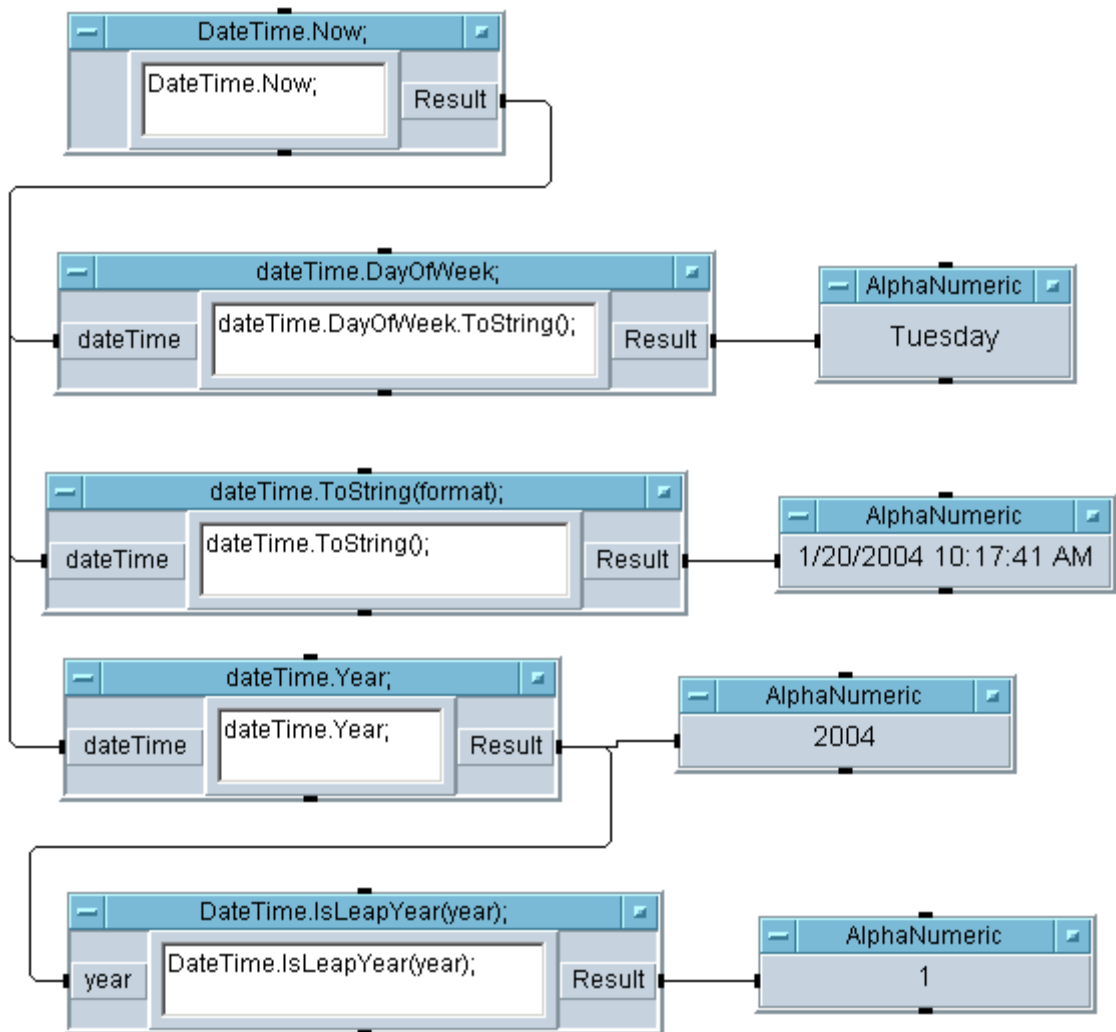 DateTime.Now;
DateTime.Now;
Result
dateTime.DayOfWeek;
dateTime
dateTime.DayOfWeek.ToString();
Result
AlphaNumeric
Tuesday
dateTime.ToString(format);
dateTime
dateTime.ToString();
Result
AlphaNumeric
1/20/2004 10:17:41 AM
dateTime.Year;
dateTime
dateTime.Year;
Result
AlphaNumeric
2004
DateTime.IsLeapYear(year);
year
DateTime.IsLeapYear(year);
Result
AlphaNumeric
1